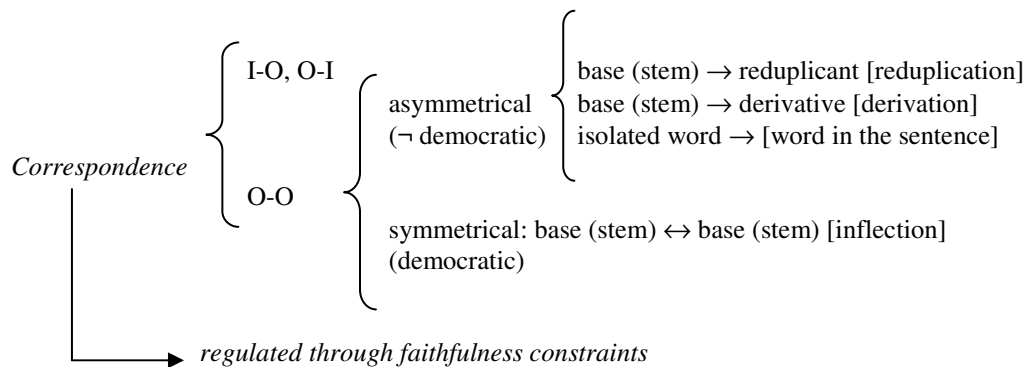 Correspondence
I-O, O-I
O-O
asymmetrical
(¬ democratic)
base (stem) → reduplicant [reduplication]
base (stem) → derivative [derivation]
isolated word → [word in the sentence]
symmetrical: base (stem) ↔ base (stem) [inflection]
(democratic)
regulated through faithfulness constraints